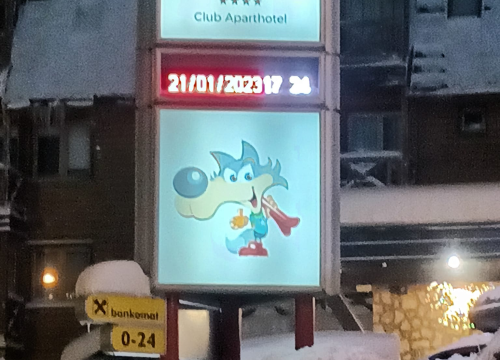 ★★★★
Club Aparthotel
21/01/2023 17 24
bankomat
0-24